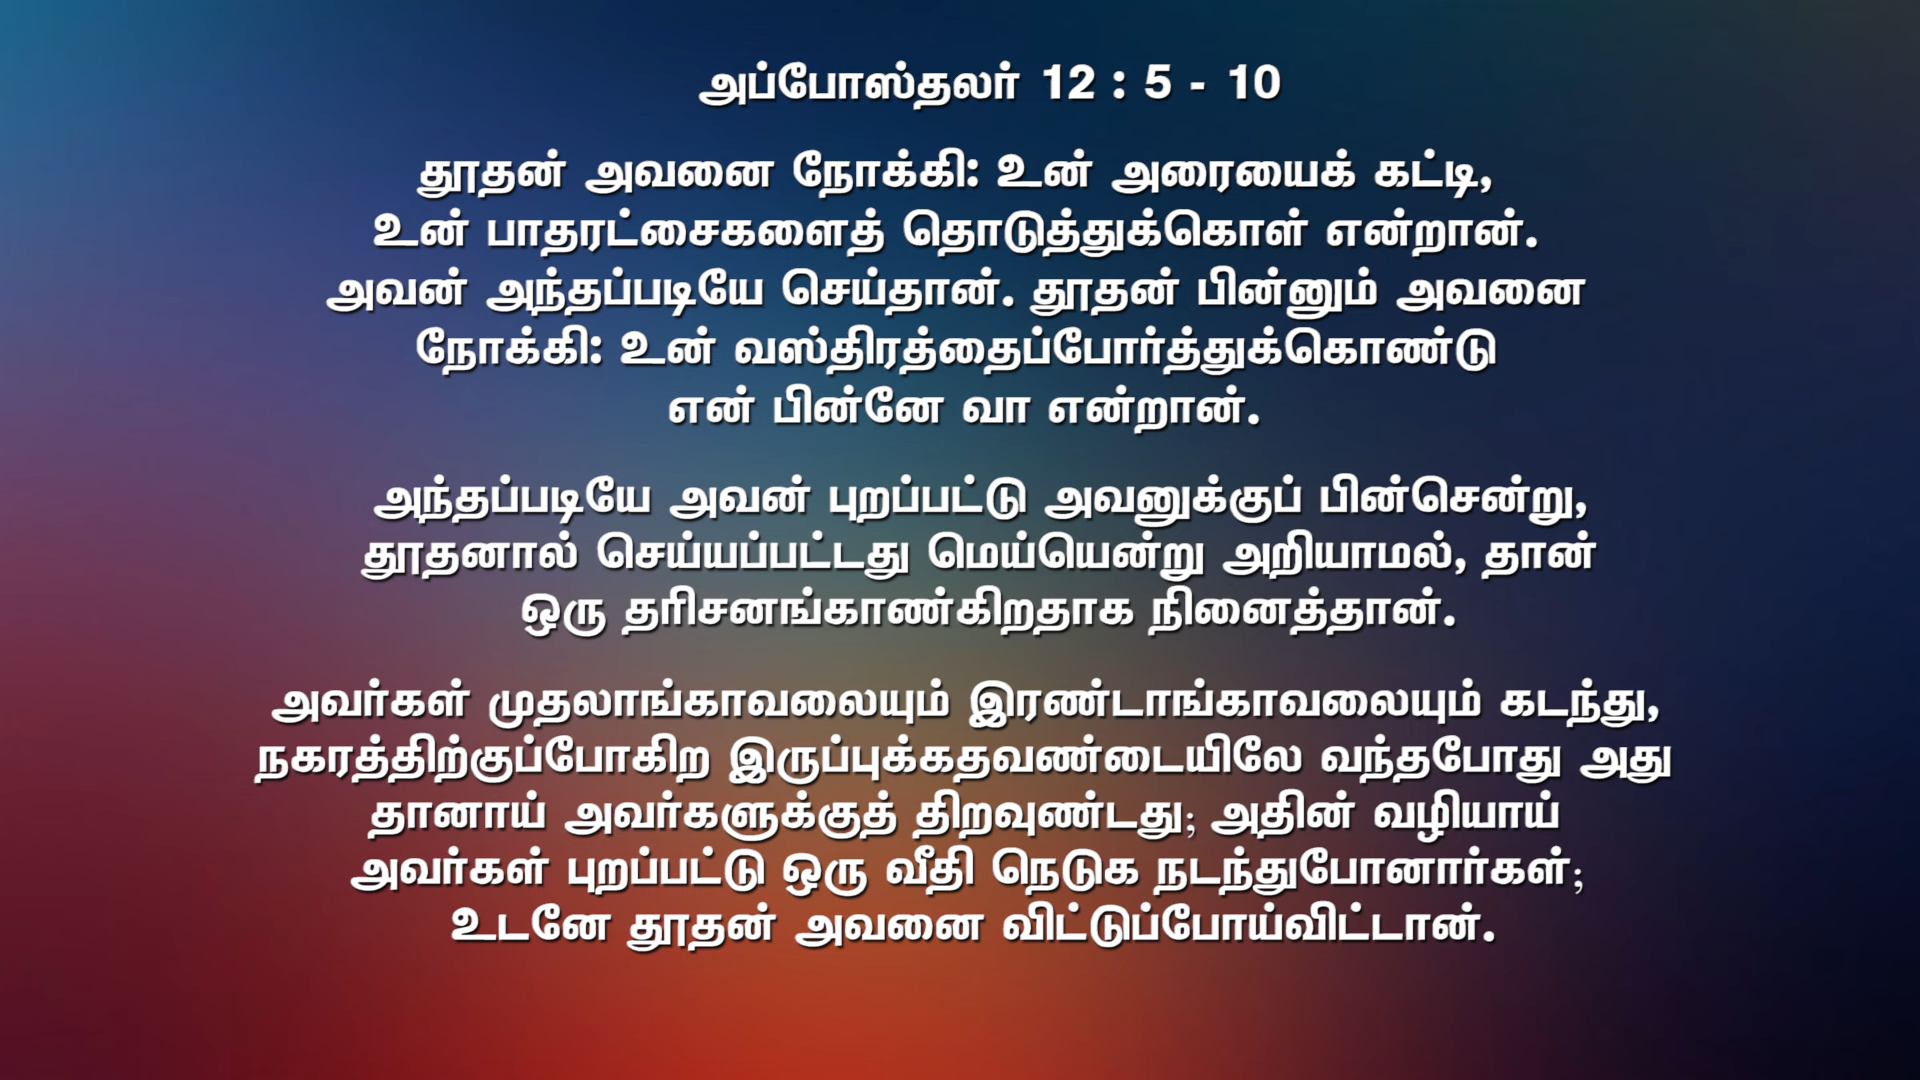 அப்போஸ்தலர் 12 : 5 - 10
தூதன் அவனை நோக்கி: உன் அரையைக் கட்டி,
உன் பாதரட்சைகளைத் தொடுத்துக்கொள் என்றான்.
அவன் அந்தப்படியே செய்தான். தூதன் பின்னும் அவனை
நோக்கி: உன் வஸ்திரத்தைப்போர்த்துக்கொண்டு
என் பின்னே வா என்றான்.
அந்தப்படியே அவன் புறப்பட்டு அவனுக்குப் பின்சென்று,
தூதனால் செய்யப்பட்டது மெய்யென்று அறியாமல், தான்
ஒரு தரிசனங்காண்கிறதாக நினைத்தான்.
அவர்கள் முதலாங்காவலையும் இரண்டாங்காவலையும் கடந்து,
நகரத்திற்குப்போகிற இருப்புக்கதவண்டையிலே வந்தபோது அது
தானாய் அவர்களுக்குத் திறவுண்டது; அதின் வழியாய்
அவர்கள் புறப்பட்டு ஒரு வீதி நெடுக நடந்துபோனார்கள்;
உடனே தூதன் அவனை விட்டுப்போய்விட்டான்.